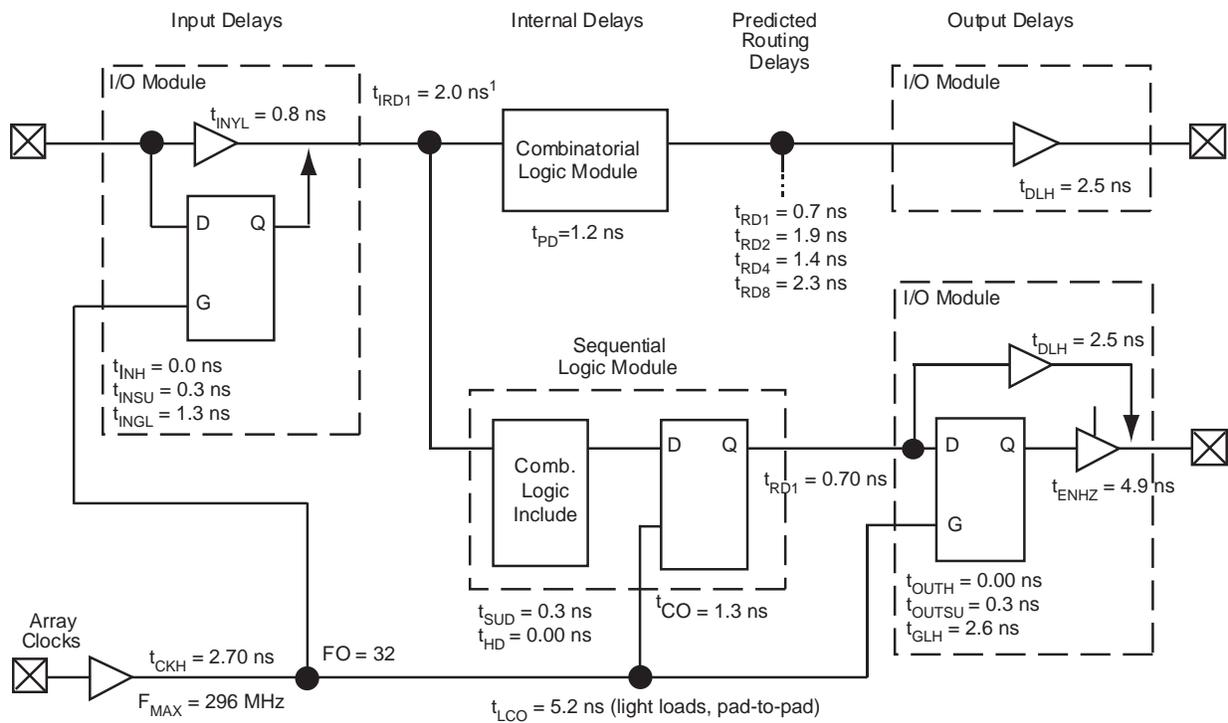 Input Delays
Internal Delays
Predicted
Routing
Delays
Output Delays
I/O Module
tINYL = 0.8 ns
tIRD1 = 2.0 ns1
Combinatorial
Logic Module
tPD=1.2 ns
tRD1 = 0.7 ns
tRD2 = 1.9 ns
tRD4 = 1.4 ns
tRD8 = 2.3 ns
I/O Module
tDLH = 2.5 ns
D Q
G
tINH = 0.0 ns
tINSU = 0.3 ns
tINGL = 1.3 ns
Sequential
Logic Module
Comb.
Logic
Include
D Q
tSUD = 0.3 ns
tHD = 0.00 ns
tCO = 1.3 ns
tRD1 = 0.70 ns
I/O Module
tDLH = 2.5 ns
D Q
G
tENHZ = 4.9 ns
tOUTH = 0.00 ns
tOUTSU = 0.3 ns
tGLH = 2.6 ns
Array
Clocks
tCKH = 2.70 ns
FMAX = 296 MHz
FO = 32
tLCO = 5.2 ns (light loads, pad-to-pad)